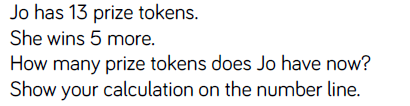 Jo has 13 prize tokens.
She wins 5 more.
How many prize tokens does Jo have now?
Show your calculation on the number line.